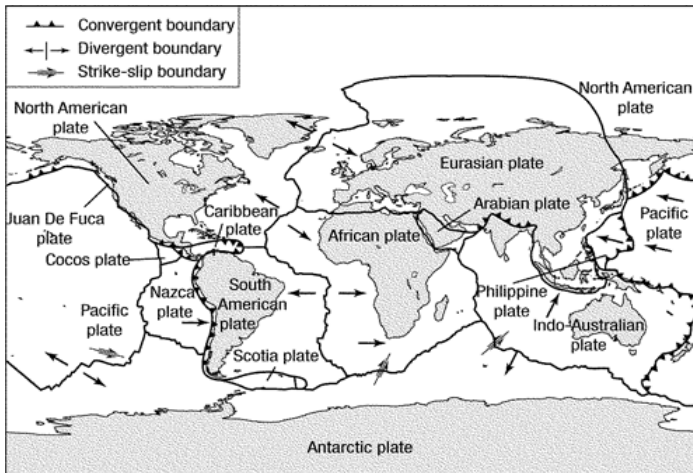 Convergent boundary
Divergent boundary
Strike-slip boundary
North American
plate
North American
plate
Eurasian plate
Juan De Fuca
plate
Caribbean
plate
Arabian plate
African plate
Pacific
plate
Cocos plate
Nazca
plate
South
American
plate
Philippine
plate
Pacific
plate
Indo-Australian
plate
Scotia plate
Antarctic plate